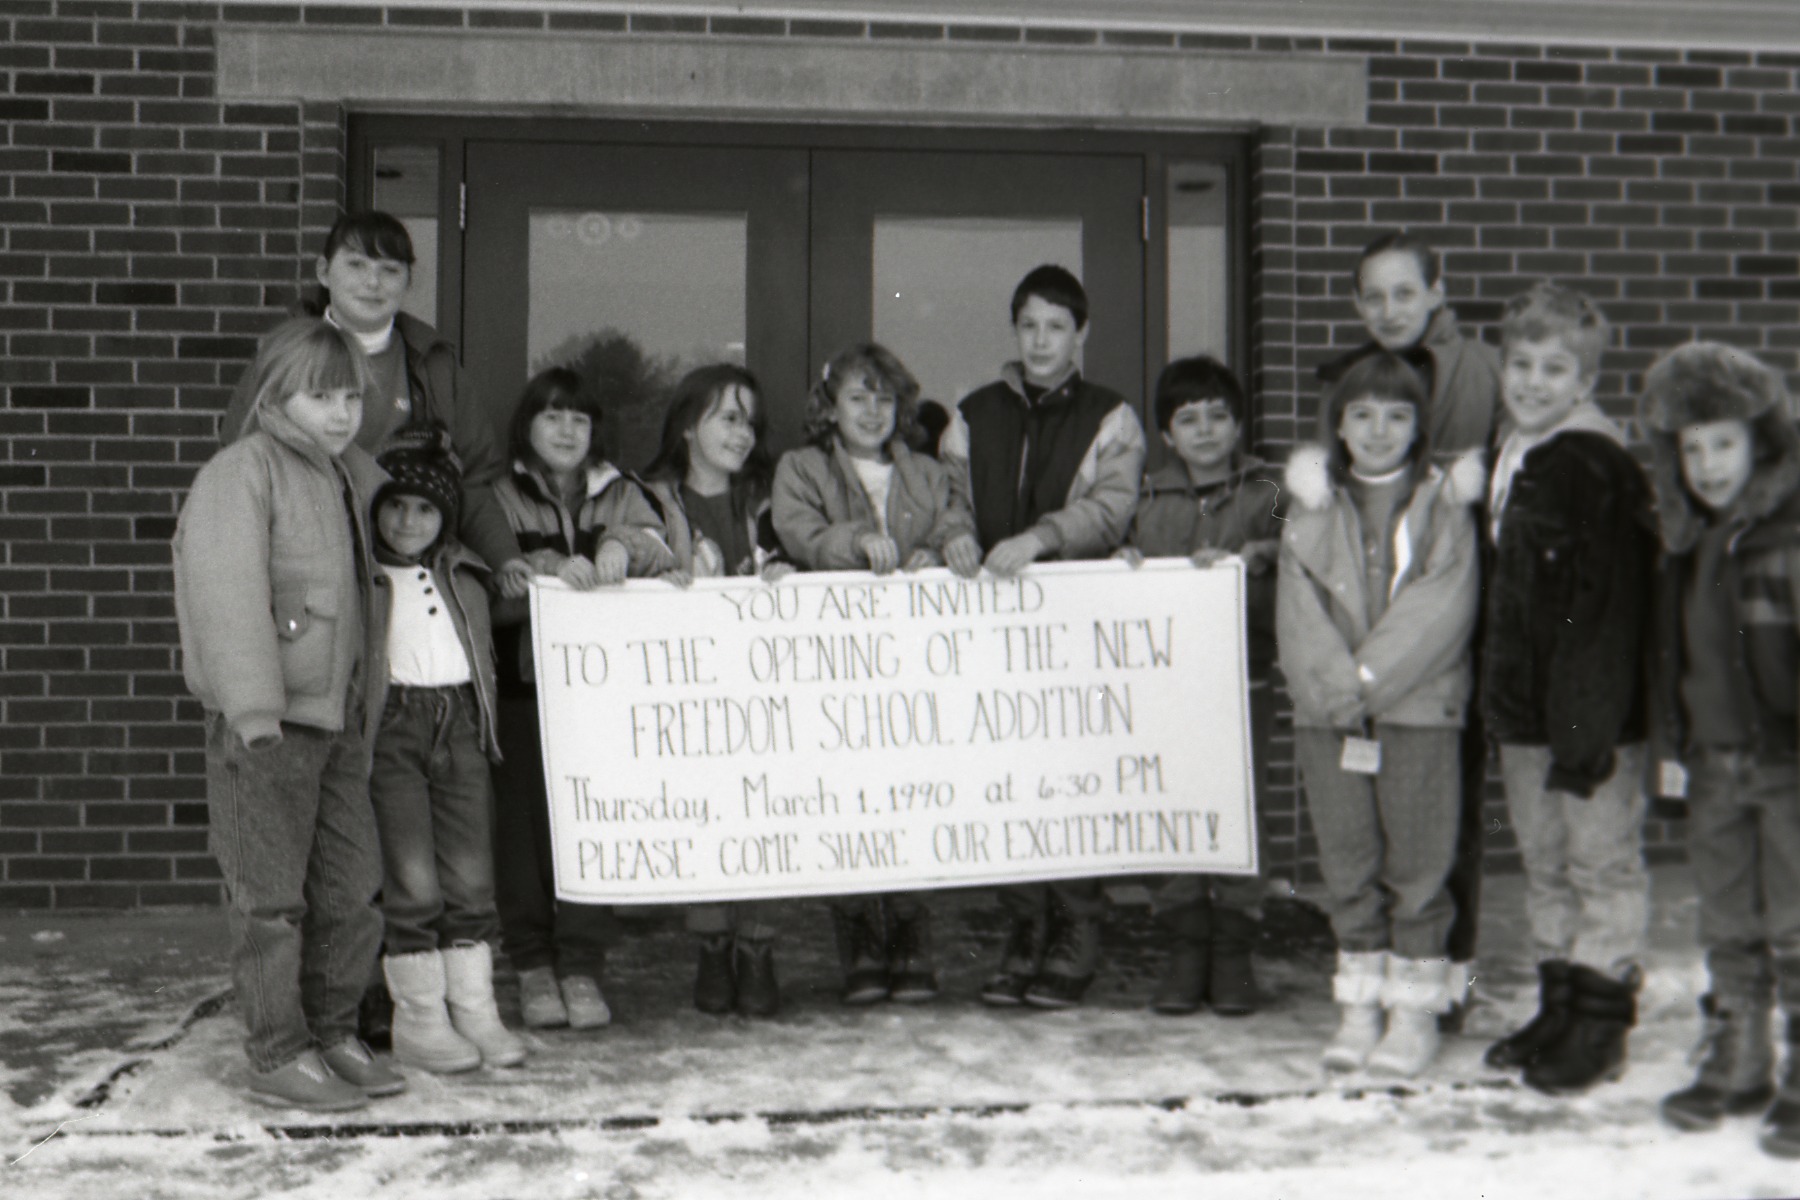 YOU ARE INVITED
TO THE OPENING OF THE NEW
FREEDOM SCHOOL ADDITION
Thursday, March 1, 1990 at 6:30 PM
PLEASE COME SHARE OUR EXCITEMENT!